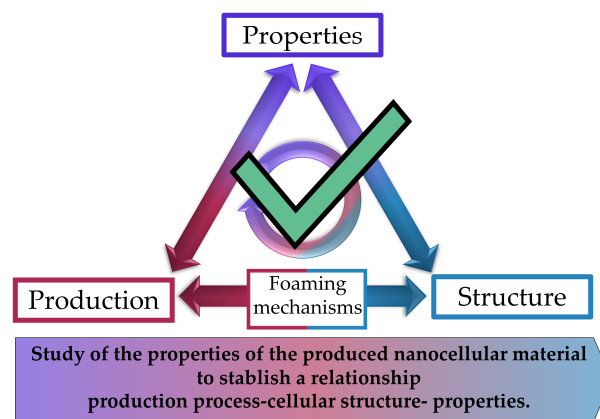 Properties
Production
Foaming
mechanisms
Structure
Study of the properties of the produced nanocellular material
to stablish a relationship
production process-cellular structure- properties.